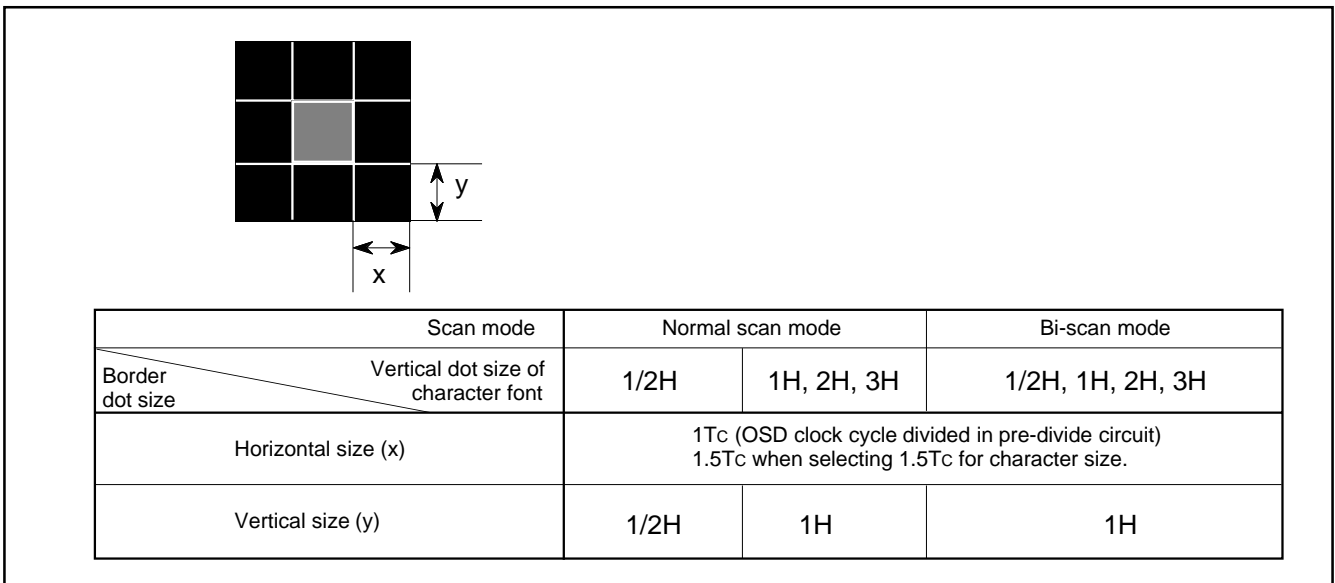 y
x
Scan mode
Normal scan mode
Bi-scan mode
Border
dot size
Vertical dot size of
character font
1/2H
1H, 2H, 3H
1/2H, 1H, 2H, 3H
Horizontal size (x)
1TC (OSD clock cycle divided in pre-divide circuit)
1.5TC when selecting 1.5TC for character size.
Vertical size (y)
1/2H
1H
1H